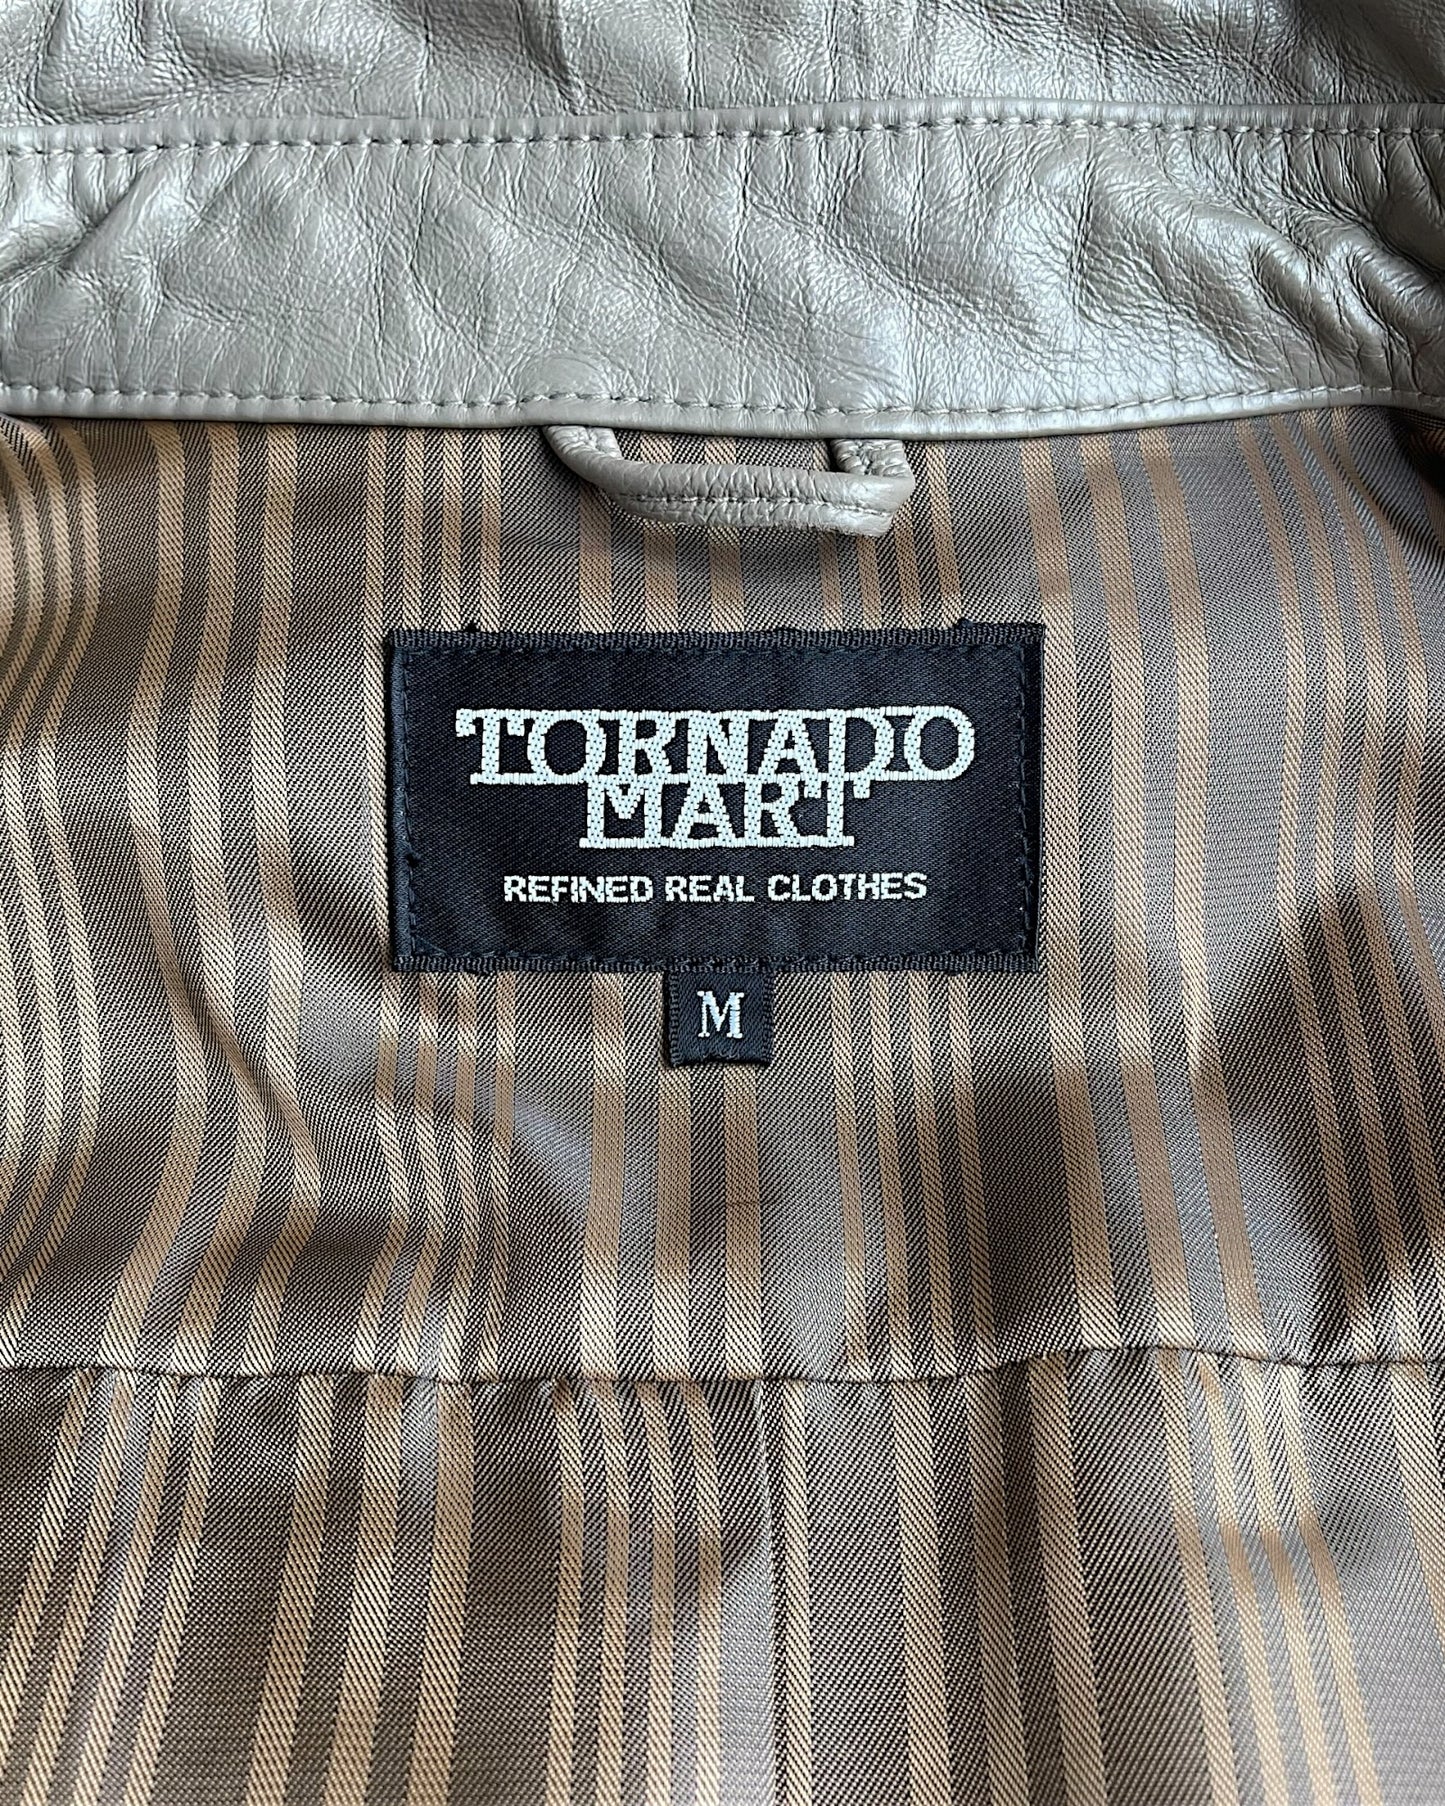 TORNADO
MART
REFINED REAL CLOTHES
M